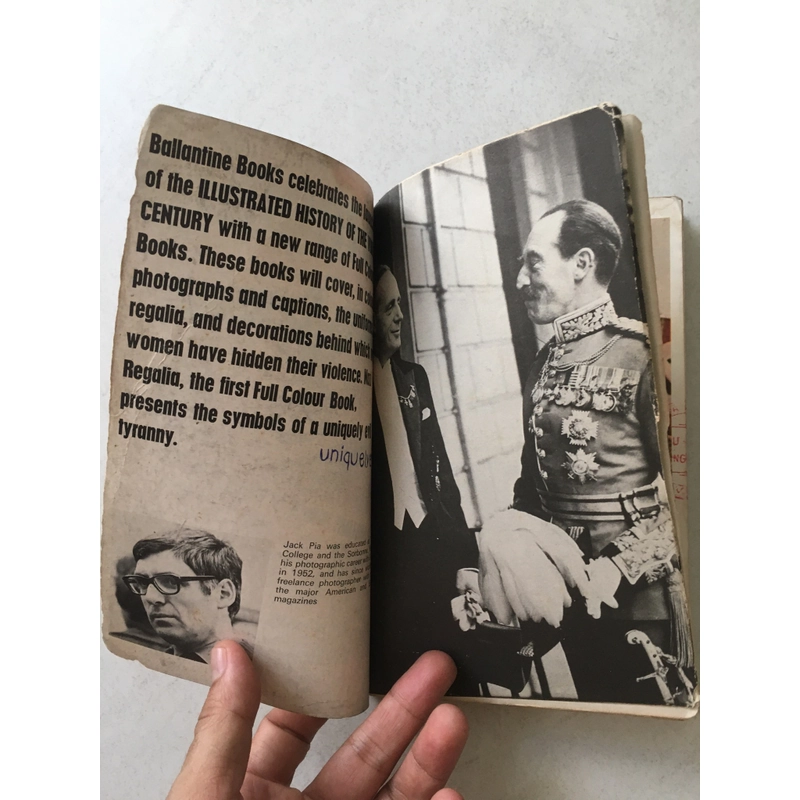 Ballantine Books celebrates the
of the ILLUSTRATED HISTORY OF THE
CENTURY with a new range of Full
Books. These books will cover, in
photographs and captions, the
regalia, and decorations behind which
women have hidden their violence.
Regalia, the first Full Colour Book,
presents the symbols of a uniquely
tyranny.
uniquely
Jack Pia was educated
College and the Sorbonne
his photographic career
in 1952, and has since
freelance photographer
the major American and
magazines
U
NG